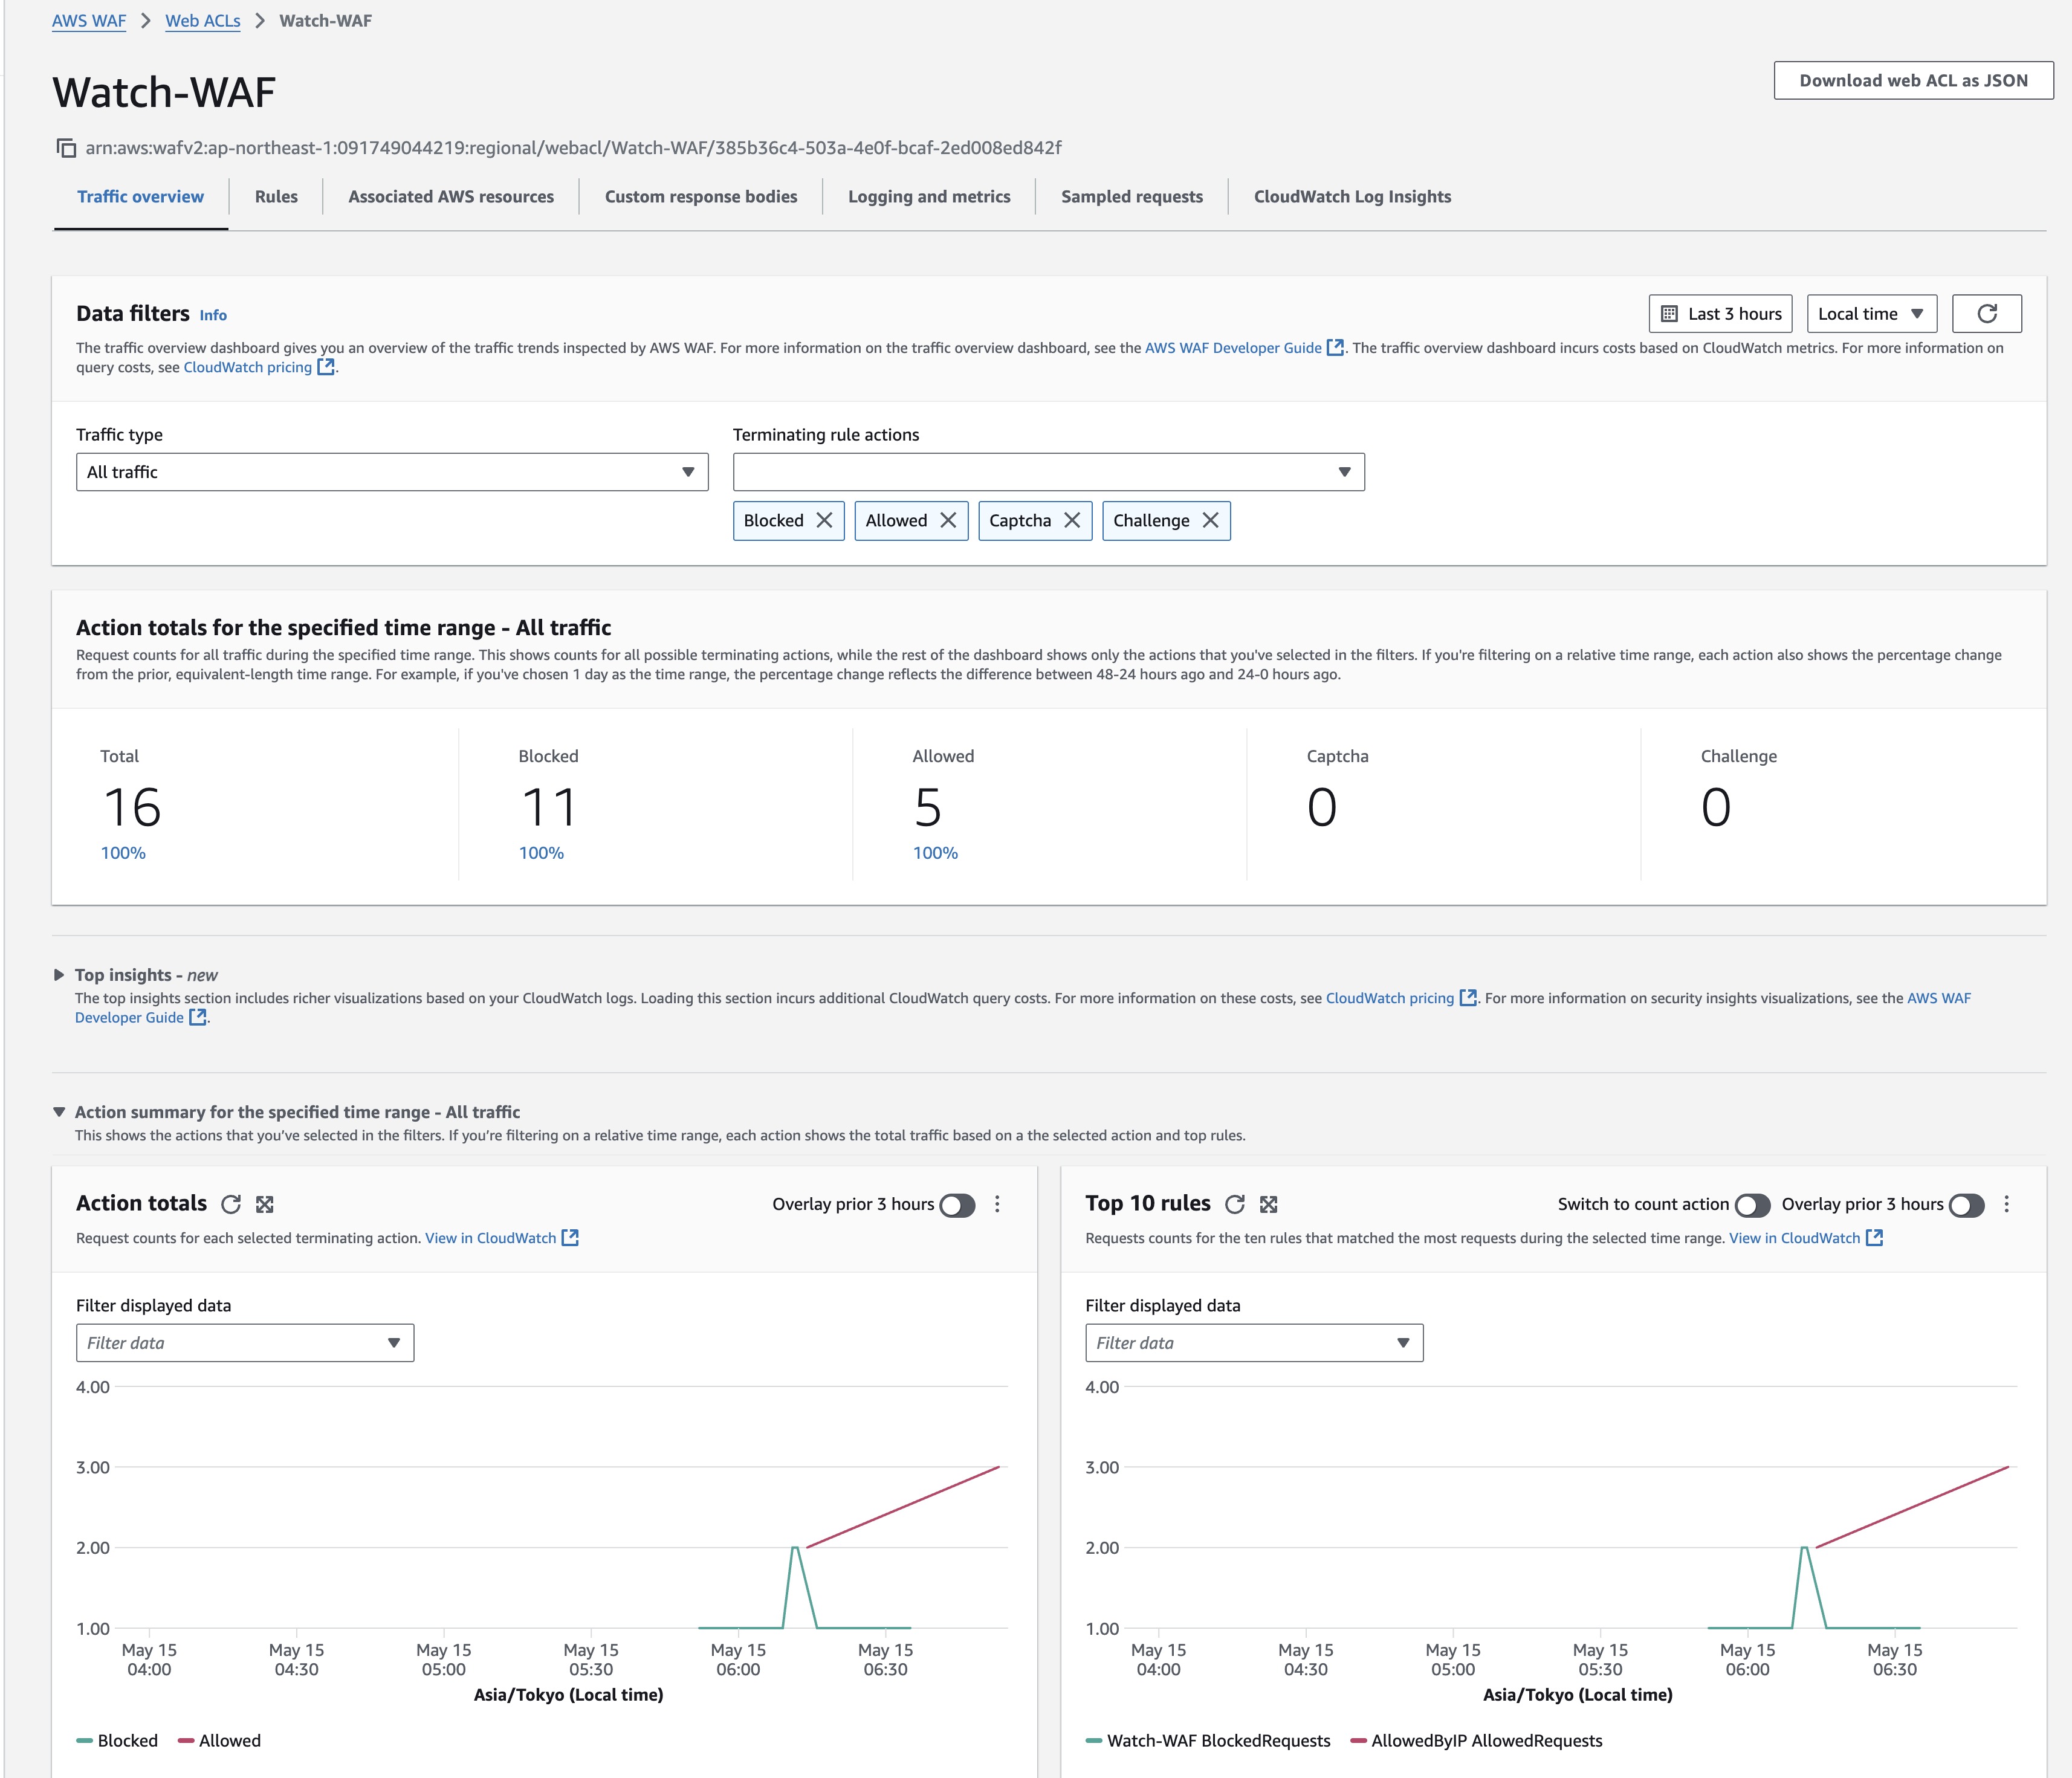 AWS WAF > Web ACLs > Watch-WAF
Watch-WAF
Download web ACL as JSON
arn:aws:wafv2:ap-northeast-1:091749044219:regional/webacl/Watch-WAF/385b36c4-503a-4e0f-bcaf-2ed008ed842f
Traffic overview
Rules
Associated AWS resources
Custom response bodies
Logging and metrics
Sampled requests
CloudWatch Log Insights
Data filters Info
Last 3 hours
Local time
The traffic overview dashboard gives you an overview of the traffic trends inspected by AWS WAF. For more information on the traffic overview dashboard, see the AWS WAF Developer Guide. The traffic overview dashboard incurs costs based on CloudWatch metrics. For more information on
query costs, see CloudWatch pricing.
Traffic type
All traffic
Terminating rule actions
Blocked
Allowed
Captcha
Challenge
Action totals for the specified time range - All traffic
Request counts for all traffic during the specified time range. This shows counts for all possible terminating actions, while the rest of the dashboard shows only the actions that you've selected in the filters. If you're filtering on a relative time range, each action also shows the percentage change
from the prior, equivalent-length time range. For example, if you've chosen 1 day as the time range, the percentage change reflects the difference between 48-24 hours ago and 24-0 hours ago.
Total
16
100%
Blocked
11
100%
Allowed
5
100%
Captcha
0
Challenge
0
Top insights - new
The top insights section includes richer visualizations based on your CloudWatch logs. Loading this section incurs additional CloudWatch query costs. For more information on these costs, see CloudWatch pricing. For more information on security insights visualizations, see the AWS WAF
Developer Guide.
Action summary for the specified time range - All traffic
This shows the actions that you’ve selected in the filters. If you’re filtering on a relative time range, each action shows the total traffic based on a the selected action and top rules.
Action totals
Overlay prior 3 hours
Request counts for each selected terminating action. View in CloudWatch
Filter displayed data
Filter data
4.00
3.00
2.00
1.00
May 15 May 15 May 15 May 15 May 15 May 15
04:00 04:30 05:00 05:30 06:00 06:30
Asia/Tokyo (Local time)
Blocked Allowed
Top 10 rules
Switch to count action
Overlay prior 3 hours
Requests counts for the ten rules that matched the most requests during the selected time range. View in CloudWatch
Filter displayed data
Filter data
4.00
3.00
2.00
1.00
May 15 May 15 May 15 May 15 May 15 May 15
04:00 04:30 05:00 05:30 06:00 06:30
Asia/Tokyo (Local time)
Watch-WAF BlockedRequests AllowedByIP AllowedRequests